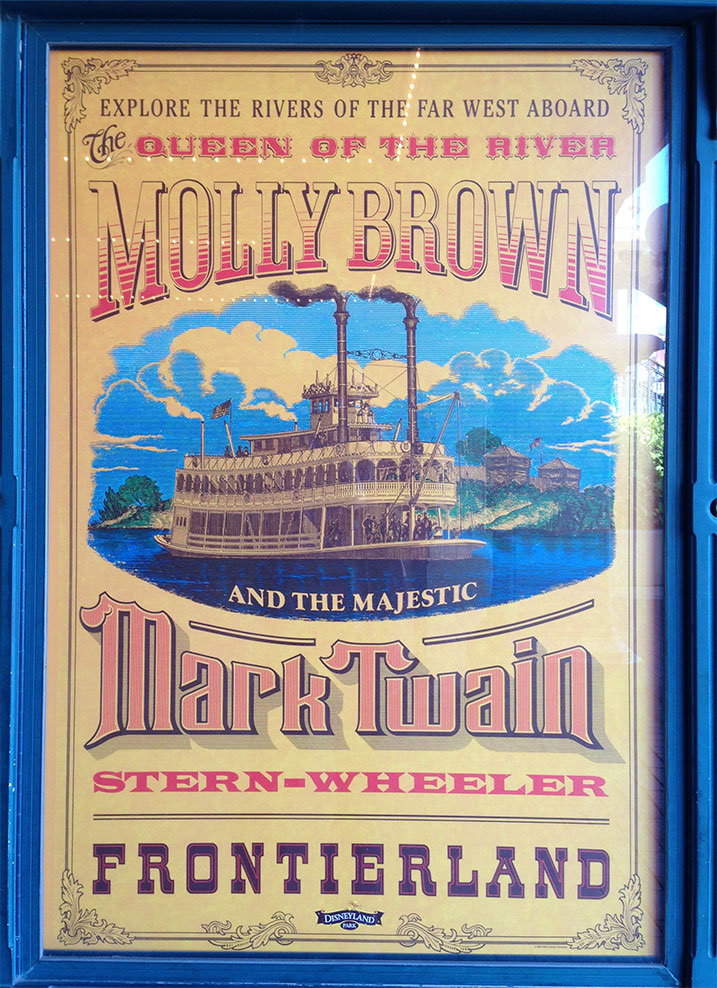 EXPLORE THE RIVERS OF THE FAR WEST ABOARD
The QUEEN OF THE RIVER
MOLLY BROWN
AND THE MAJESTIC
Mark Twain
STERN-WHEELER
FRONTIERLAND
DISNEYLAND
PARK